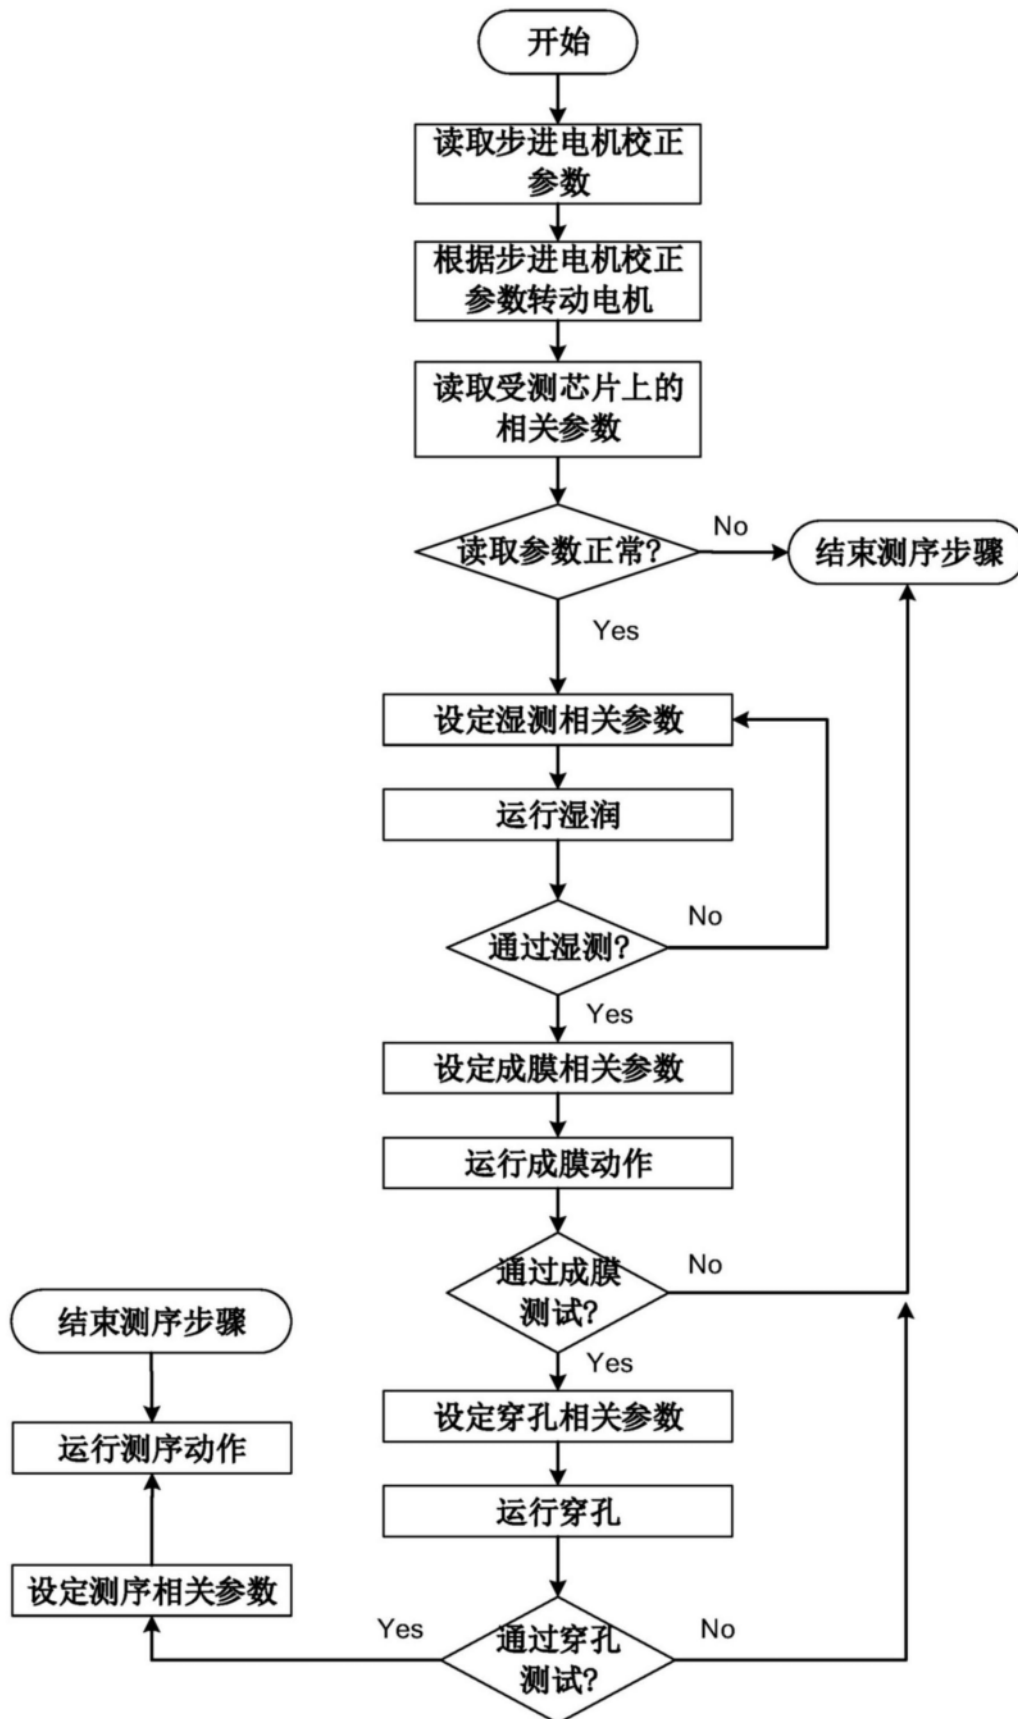 开始
读取步进电机校正
参数
根据步进电机校正
参数转动电机
读取受测芯片上的
相关参数
读取参数正常?
No
结束测序步骤
Yes
设定湿测相关参数
运行湿润
通过湿测?
No
Yes
设定成膜相关参数
运行成膜动作
通过成膜
测试?
No
结束测序步骤
Yes
设定穿孔相关参数
运行测序动作
运行穿孔
设定测序相关参数
Yes
通过穿孔
测试?
No